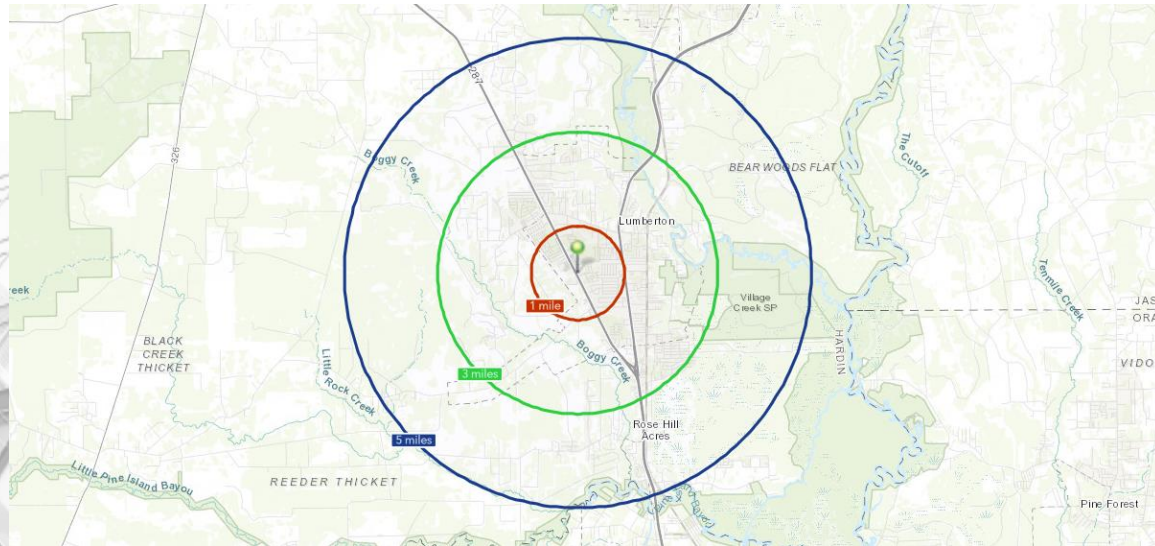 287
326
Boggy Creek
The Cutoff
BEAR WOODS FLAT
Lumberton
Tenmile Creek
1 mile
Village
Creek SP
JAS
ORA
HARDIN
BLACK
CREEK
THICKET
Little Rock Creek
Boggy Creek
VIDO
3 miles
Rose Hill
Acres
5 miles
Little Pine Island Bayou
REEDER THICKET
Pine Forest